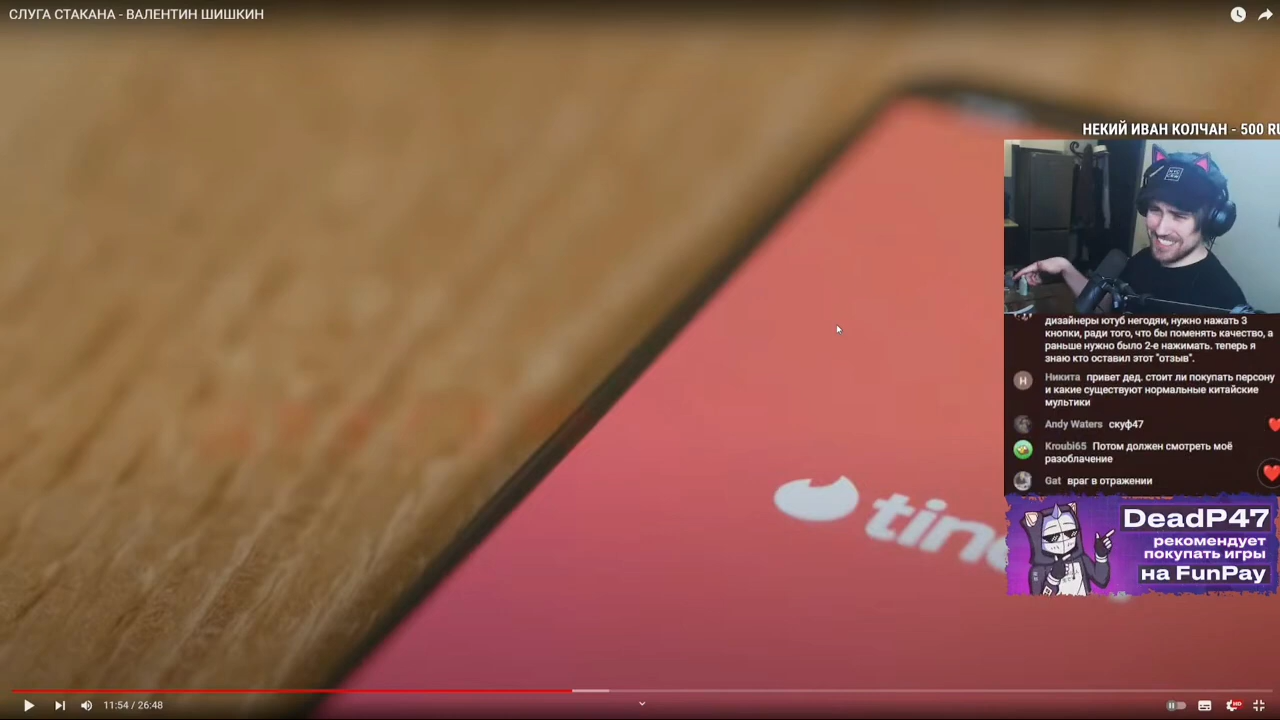 СЛУГА СТАКАНА - ВАЛЕНТИН ШИШКИН
НЕКИЙ ИВАН КОЛЧАН - 500 RU
дизайнеры ютуб негодяи, нужно нажать 3
кнопки, ради того, что бы поменять качество, а
раньше нужно было 2-е нажимать. теперь я
знаю кто оставил этот "отзыв".
Н Никита привет дед. стоит ли покупать персону
и какие существуют нормальные китайские
мультики
Andy Waters скуф47
Kroubi65 Потом должен смотреть моё
разоблачение
Gat враг в отражении
tind
DeadP47
рекомендует
покупать игры
на FunPay
11:54 / 26:48
HD